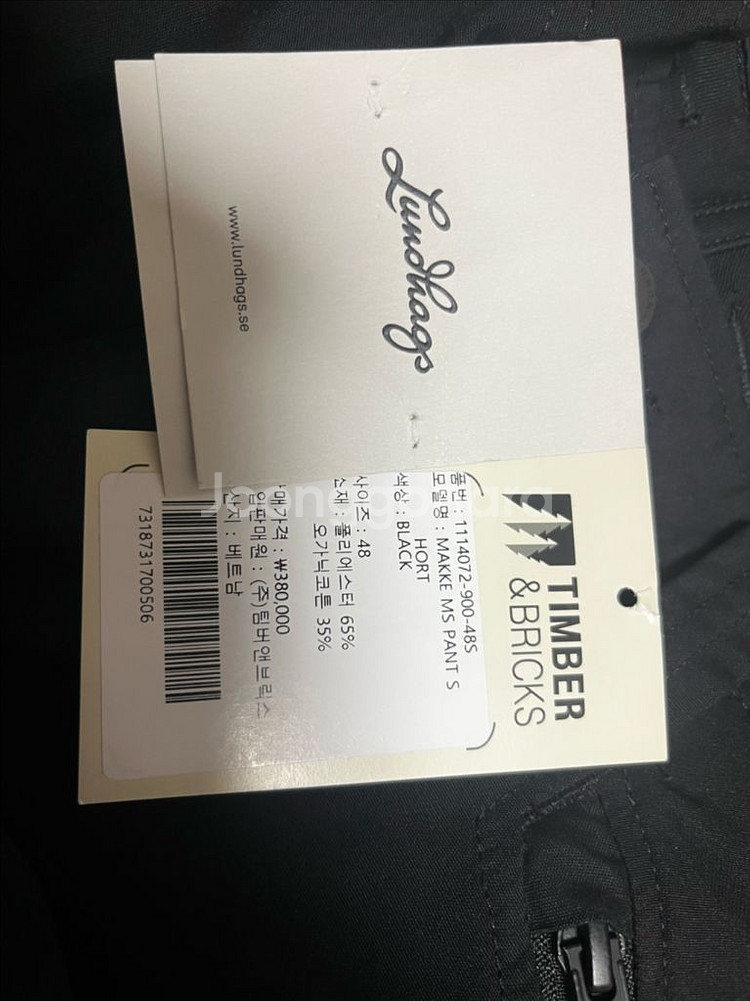 Lundhags
www.lundhags.se
TIMBER
&BRICKS
품번 : 1114072-900-48S
모델명 : MAKKE MS PANT S
HORT
색상 : BLACK
사이즈 : 48
소재 : 폴리에스터 65%
오가닉코튼 35%
매가격 : ₩380,000
입판매원 : (주)팀버앤브릭스
산지 : 베트남
7318731700506
Joonggonara